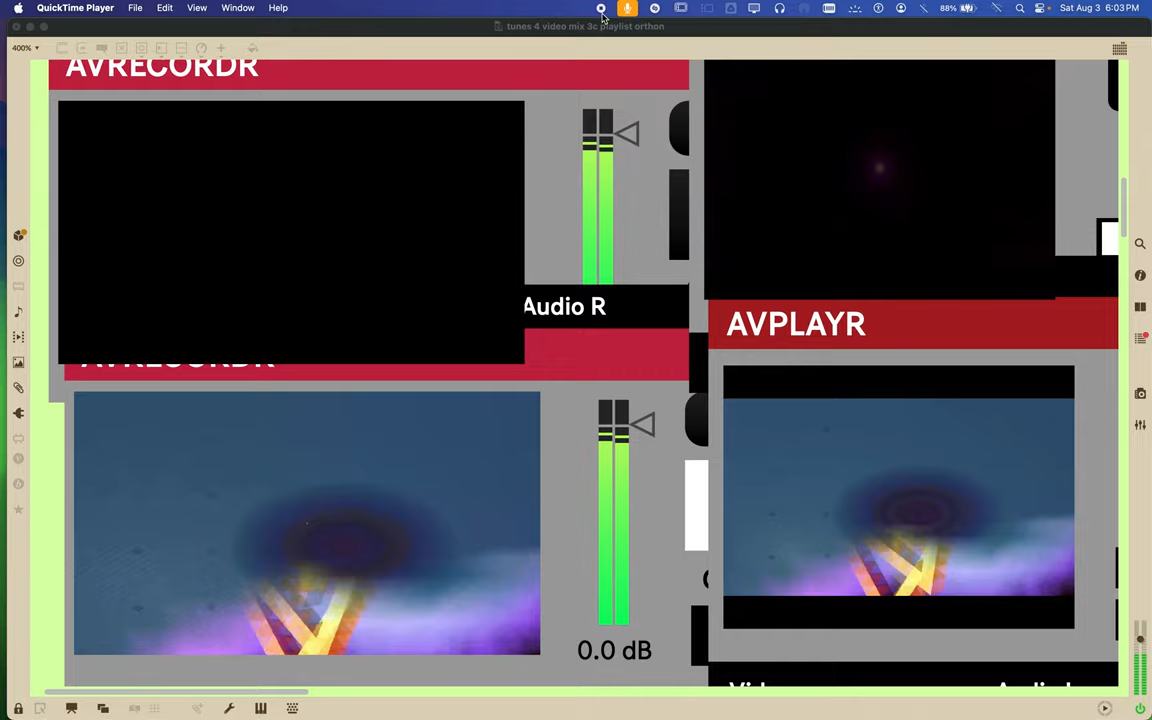 QuickTime Player File Edit View Window Help 88% Sat Aug 3 6:03 PM
tunes 4 video mix 3c playlist orthon
400%
AVRECORDR
Audio R
AVPLAYR
AVRECORDR
0.0 dB